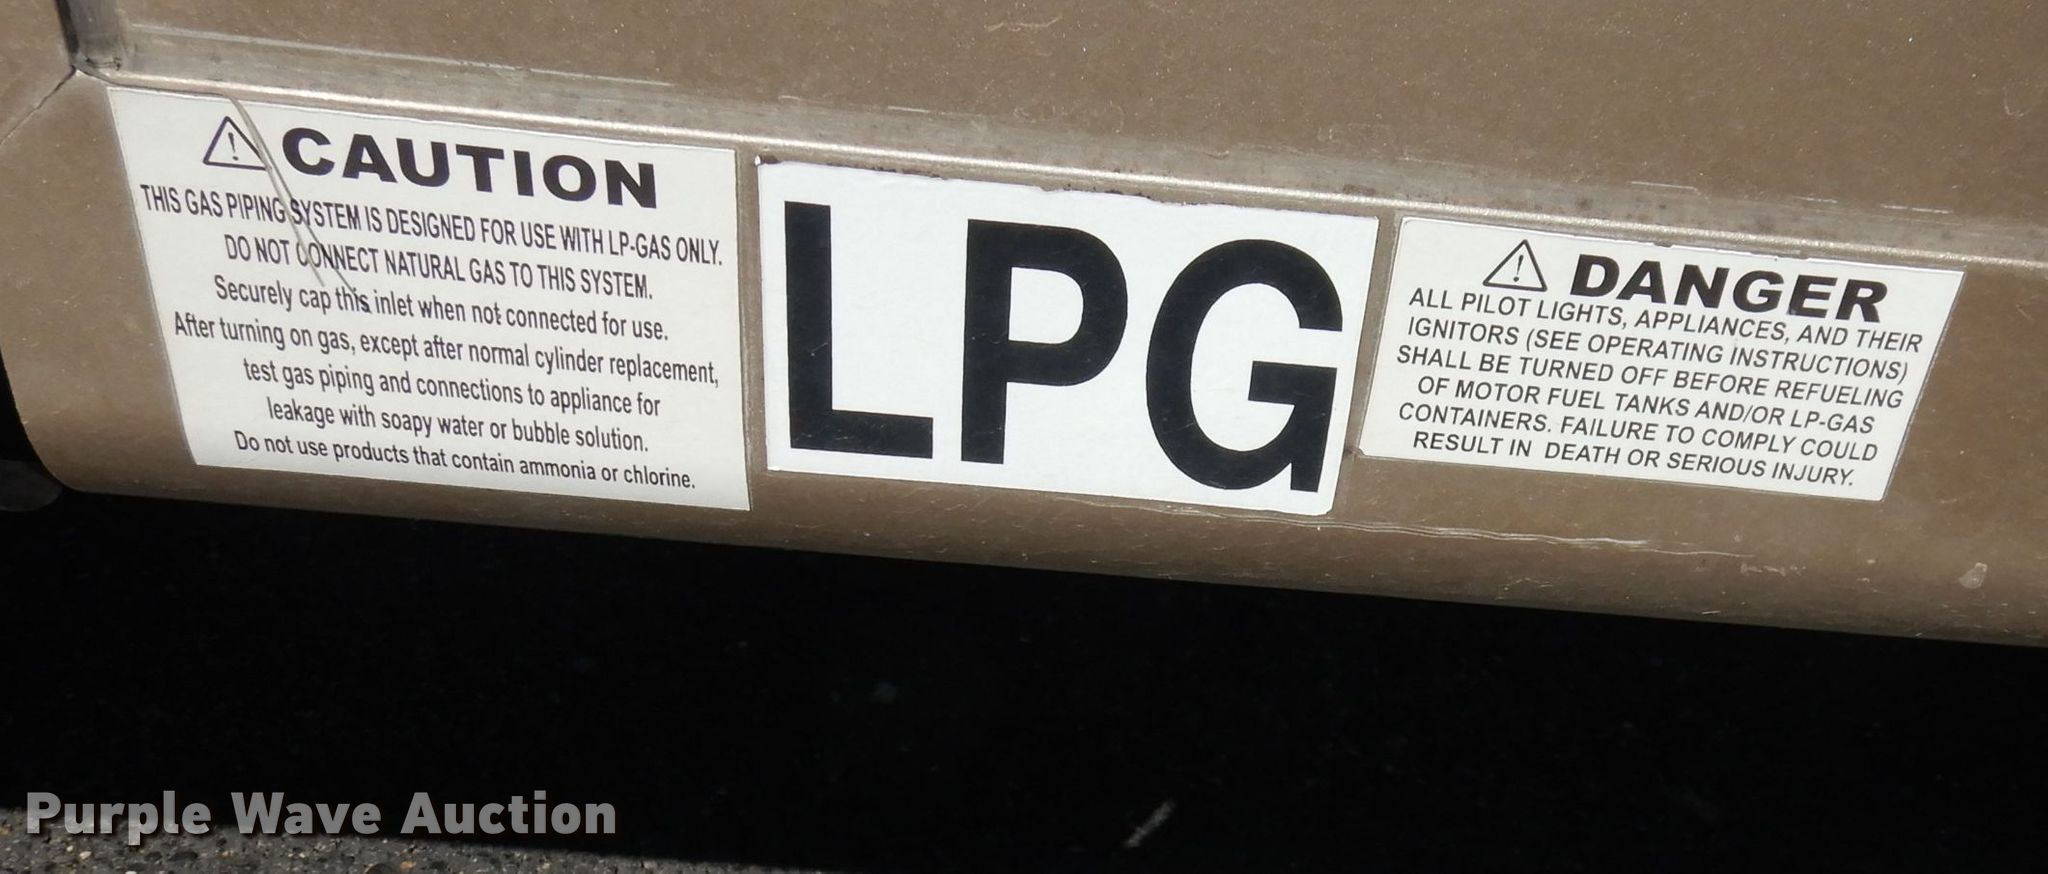 CAUTION
THIS GAS PIPING SYSTEM IS DESIGNED FOR USE WITH LP-GAS ONLY.
DO NOT CONNECT NATURAL GAS TO THIS SYSTEM.
Securely cap this inlet when not connected for use.
After turning on gas, except after normal cylinder replacement,
test gas piping and connections to appliance for
leakage with soapy water or bubble solution.
Do not use products that contain ammonia or chlorine.
LPG
DANGER
ALL PILOT LIGHTS, APPLIANCES, AND THEIR
IGNITORS (SEE OPERATING INSTRUCTIONS)
SHALL BE TURNED OFF BEFORE REFUELING
OF MOTOR FUEL TANKS AND/OR LP-GAS
CONTAINERS. FAILURE TO COMPLY COULD
RESULT IN DEATH OR SERIOUS INJURY.
Purple Wave Auction